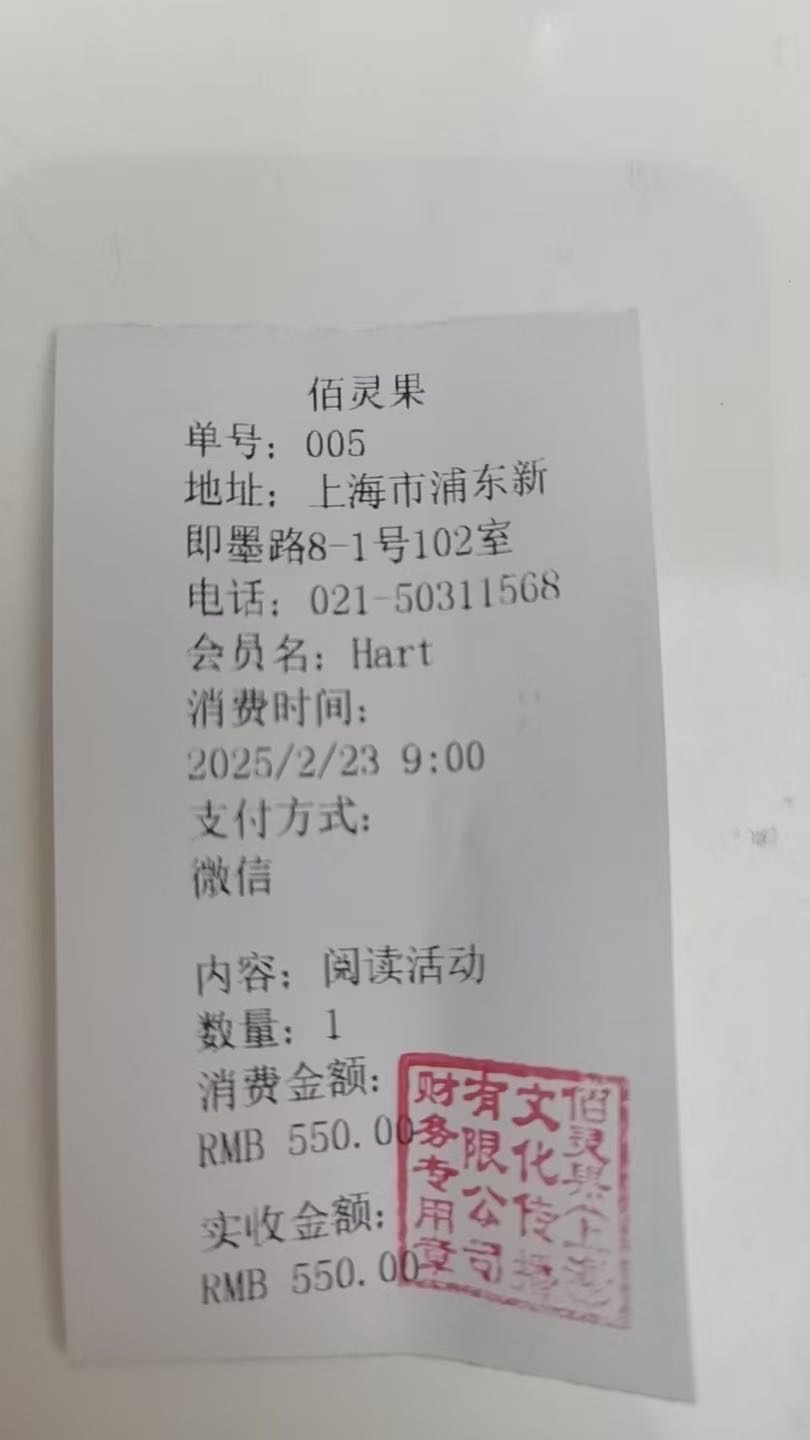 佰灵果
单号：005
地址：上海市浦东新
即墨路8-1号102室
电话：021-50311568
会员名：Hart
消费时间：
2025/2/23 9:00
支付方式：
微信
内容：阅读活动
数量：1
消费金额：
RMB 550.00
实收金额：
RMB 550.00
佰灵果(上海)
文化传播
有限公司
财务专用章